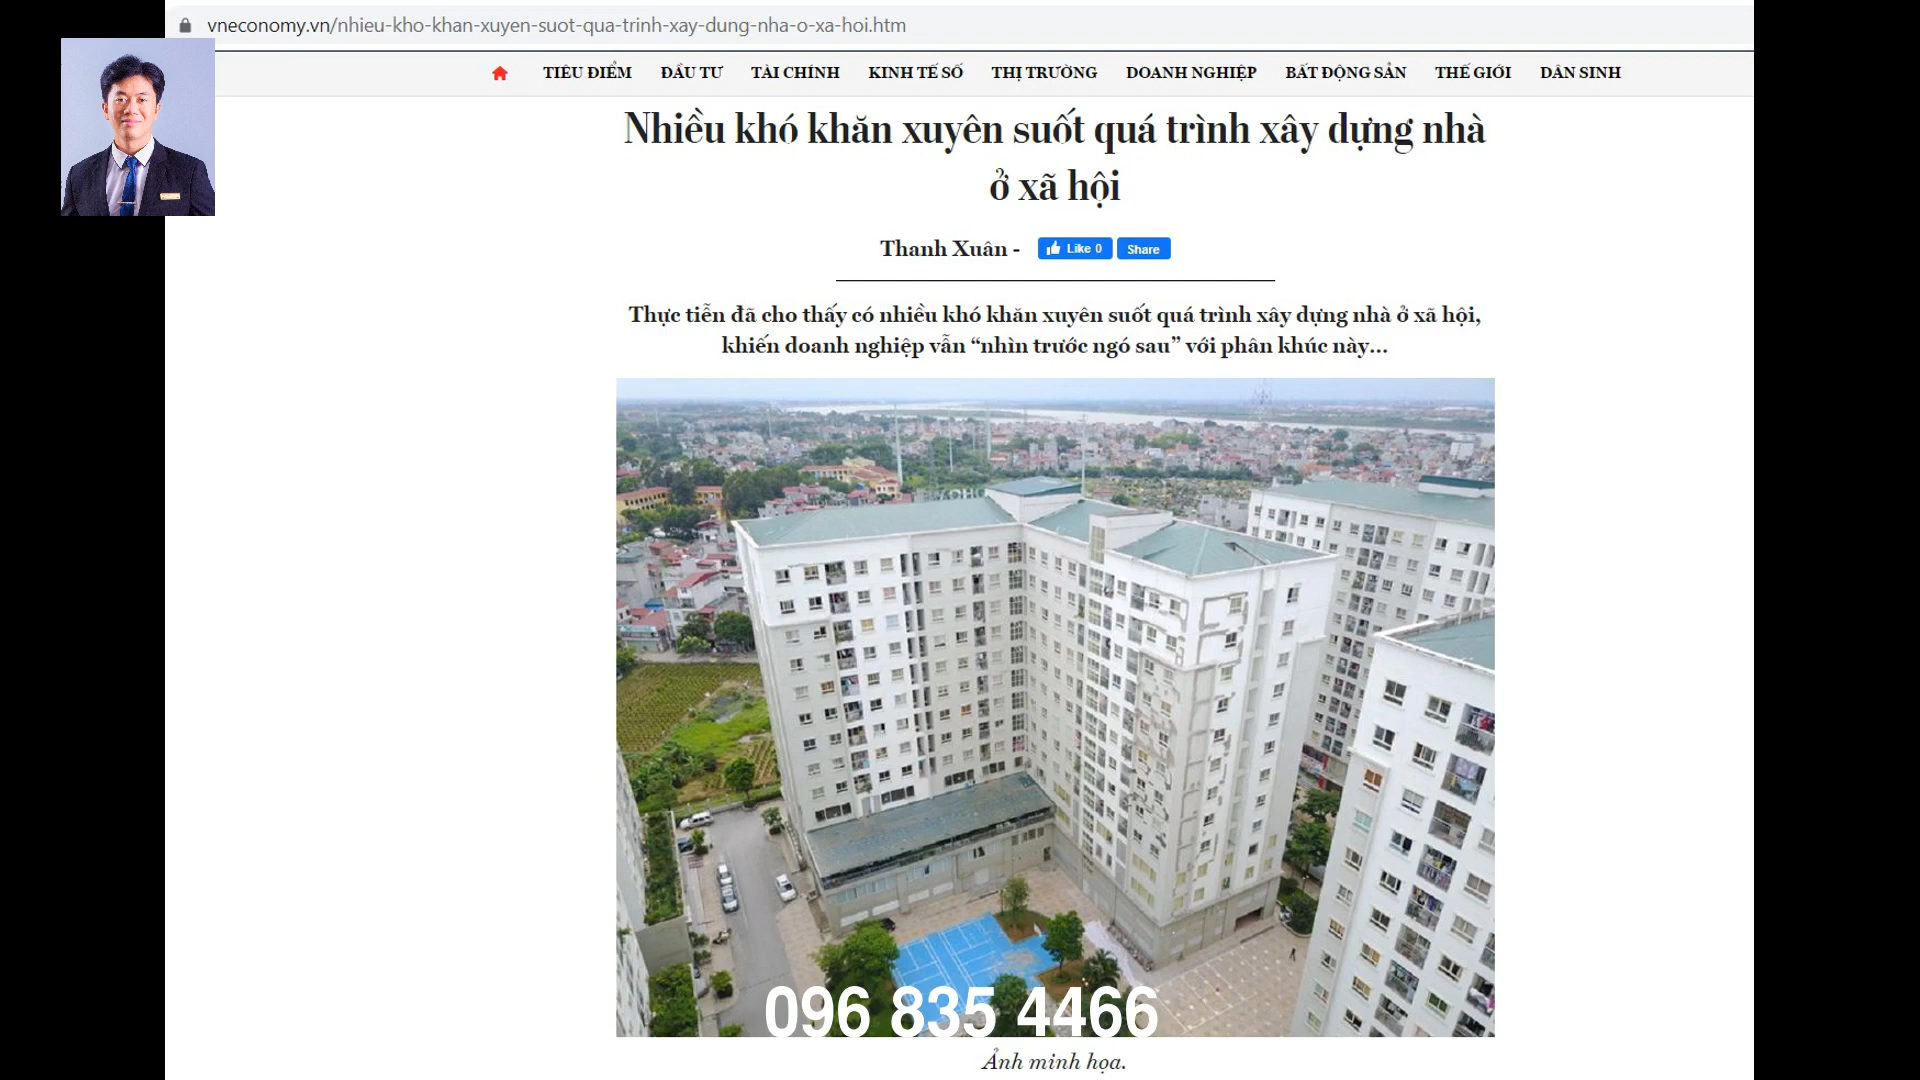 vneconomy.vn/nhieu-kho-khan-xuyen-suot-qua-trinh-xay-dung-nha-o-xa-hoi.htm
TIÊU ĐIỂM ĐẦU TƯ TÀI CHÍNH KINH TẾ SỐ THỊ TRƯỜNG DOANH NGHIỆP BẤT ĐỘNG SẢN THẾ GIỚI DÂN SINH
Nhiều khó khăn xuyên suốt quá trình xây dựng nhà
ở xã hội
Thanh Xuân - Like 0 Share
Thực tiễn đã cho thấy có nhiều khó khăn xuyên suốt quá trình xây dựng nhà ở xã hội,
khiến doanh nghiệp vẫn “nhìn trước ngó sau” với phân khúc này...
096 835 4466
Ảnh minh họa.